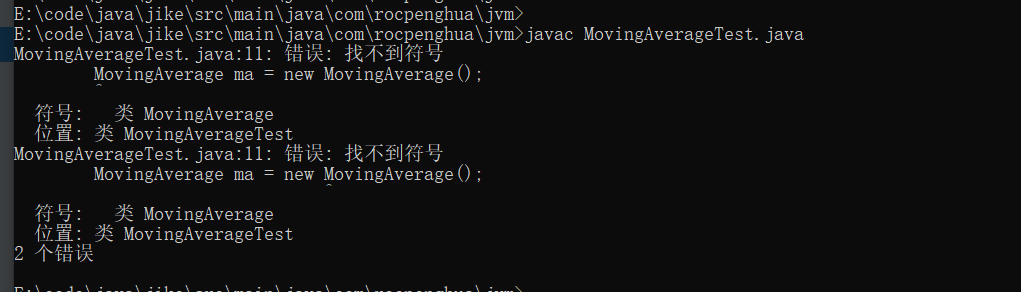 E:\code\java\jike\src\main\java\com\rocpenghua\jvm>
E:\code\java\jike\src\main\java\com\rocpenghua\jvm>javac MovingAverageTest.java
MovingAverageTest.java:11: 错误: 找不到符号
        MovingAverage ma = new MovingAverage();
        ^
  符号:   类 MovingAverage
  位置: 类 MovingAverageTest
MovingAverageTest.java:11: 错误: 找不到符号
        MovingAverage ma = new MovingAverage();
                               ^
  符号:   类 MovingAverage
  位置: 类 MovingAverageTest
2 个错误
E:\code\java\jike\src\main\java\com\rocpenghua\jvm>